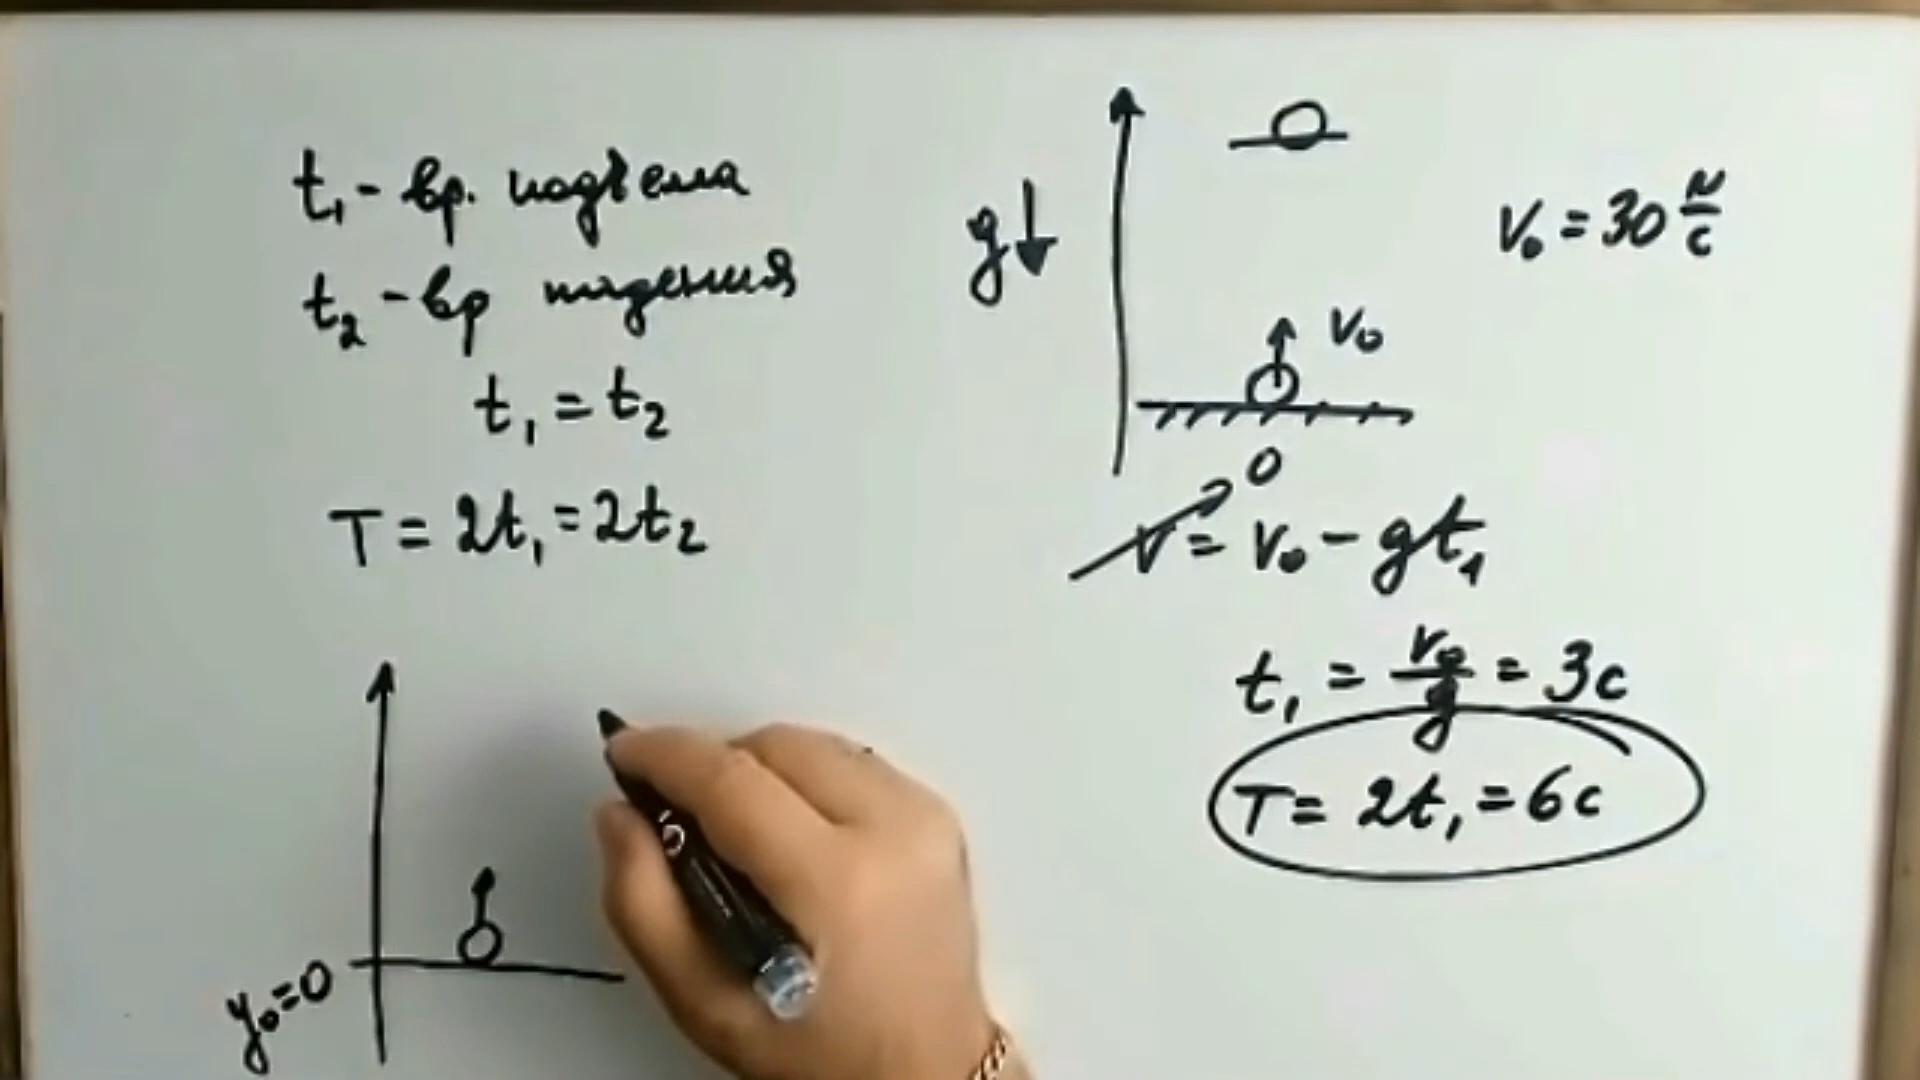 t₁ - вр. подъема
t₂ - вр падения
t₁ = t₂
T = 2t₁ = 2t₂
y₀ = 0
g↓
V₀ = 30 м/с
V₀
0
V = V₀ - gt₁
t₁ = V₀/g = 3с
T = 2t₁ = 6с